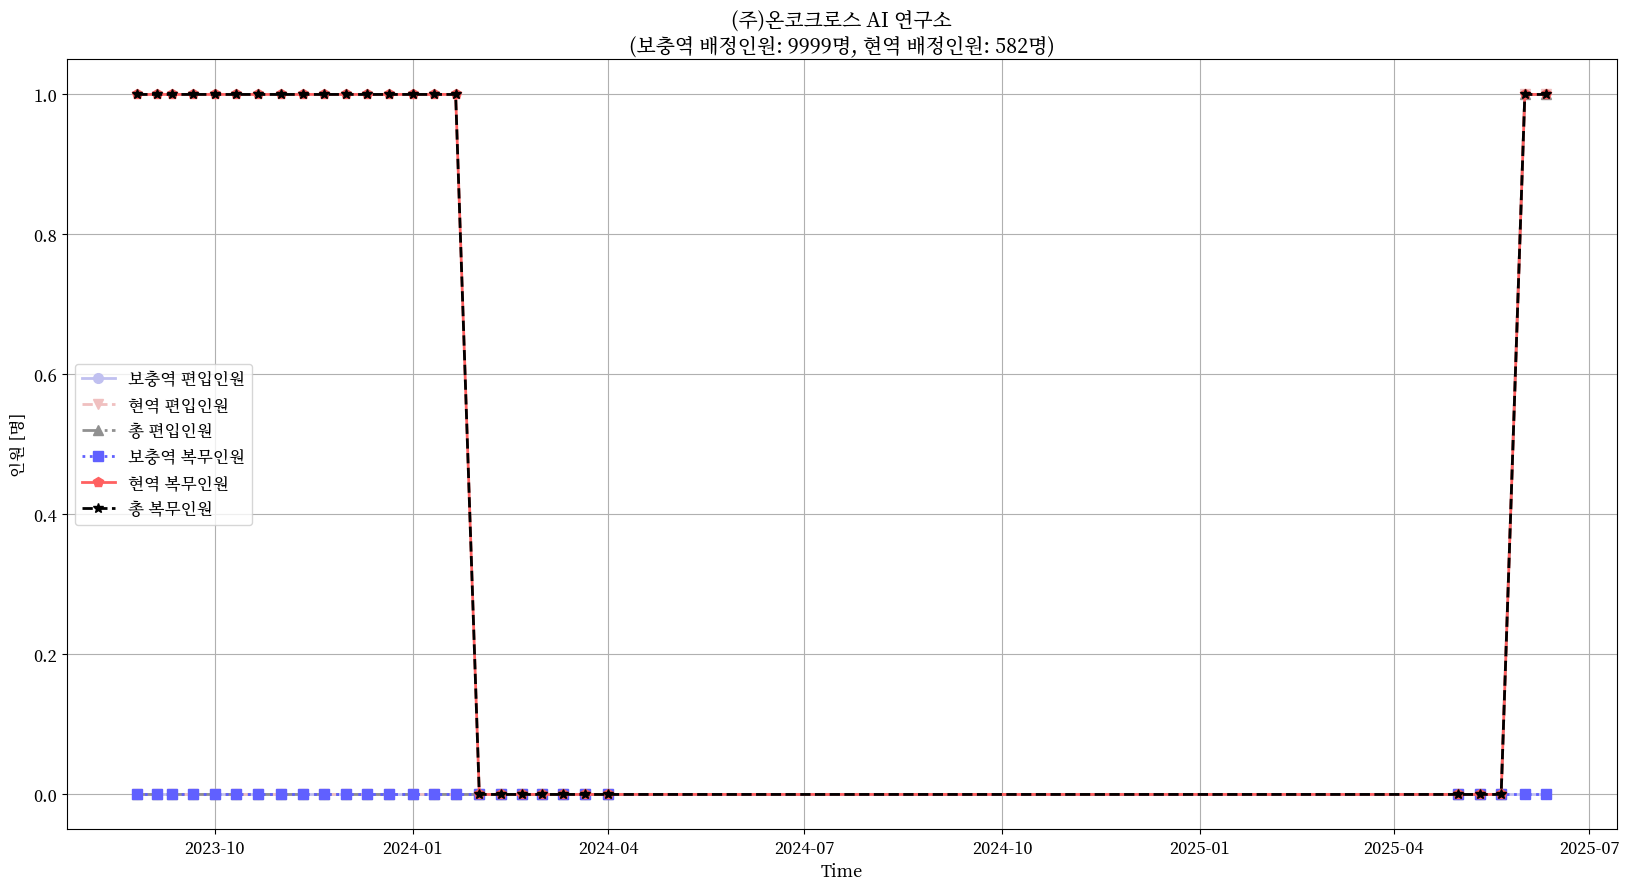 (주)온코크로스 AI 연구소
(보충역 배정인원: 9999명, 현역 배정인원: 582명)
1.0
0.8
0.6
0.4
0.2
0.0
인원 [명]
보충역 편입인원
현역 편입인원
총 편입인원
보충역 복무인원
현역 복무인원
총 복무인원
2023-10
2024-01
2024-04
2024-07
2024-10
2025-01
2025-04
2025-07
Time